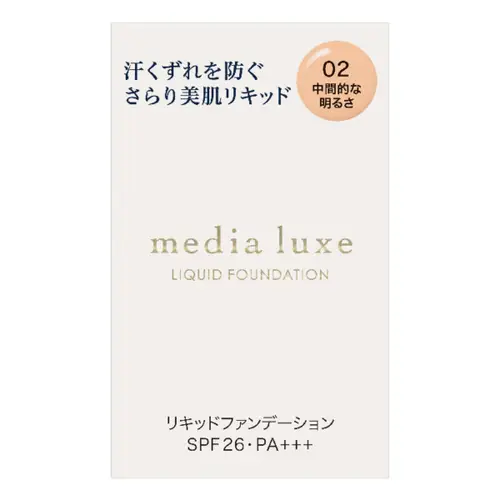 汗くずれを防ぐ
さらり美肌リキッド
02
中間的な
明るさ
media luxe
LIQUID FOUNDATION
リキッドファンデーション
SPF26・PA+++